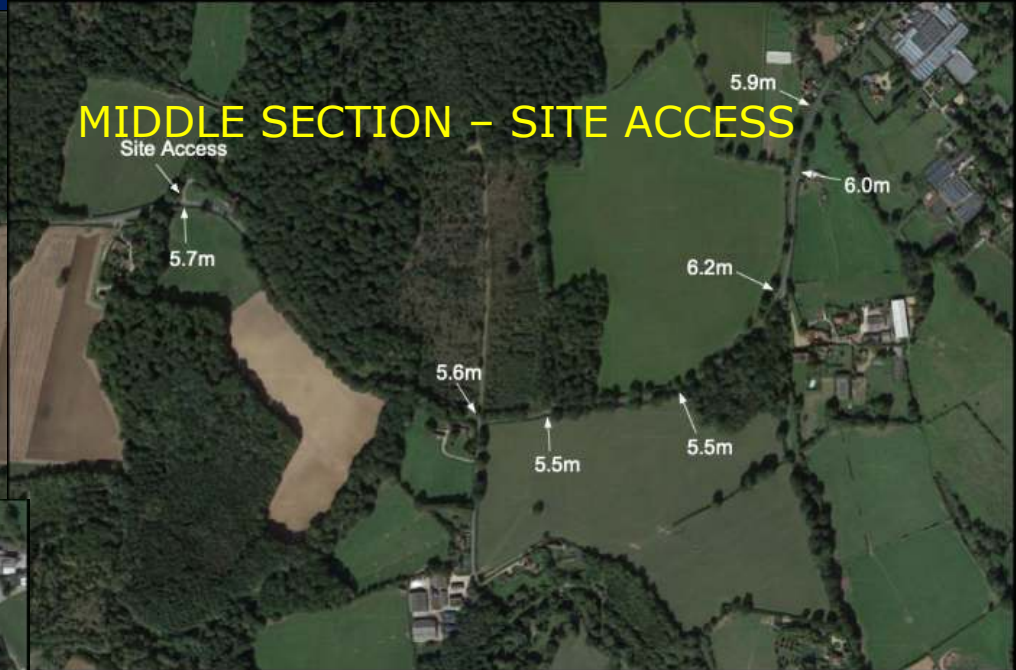 5.9m
MIDDLE SECTION – SITE ACCESS
Site Access
6.0m
5.7m
6.2m
5.6m
5.5m
5.5m